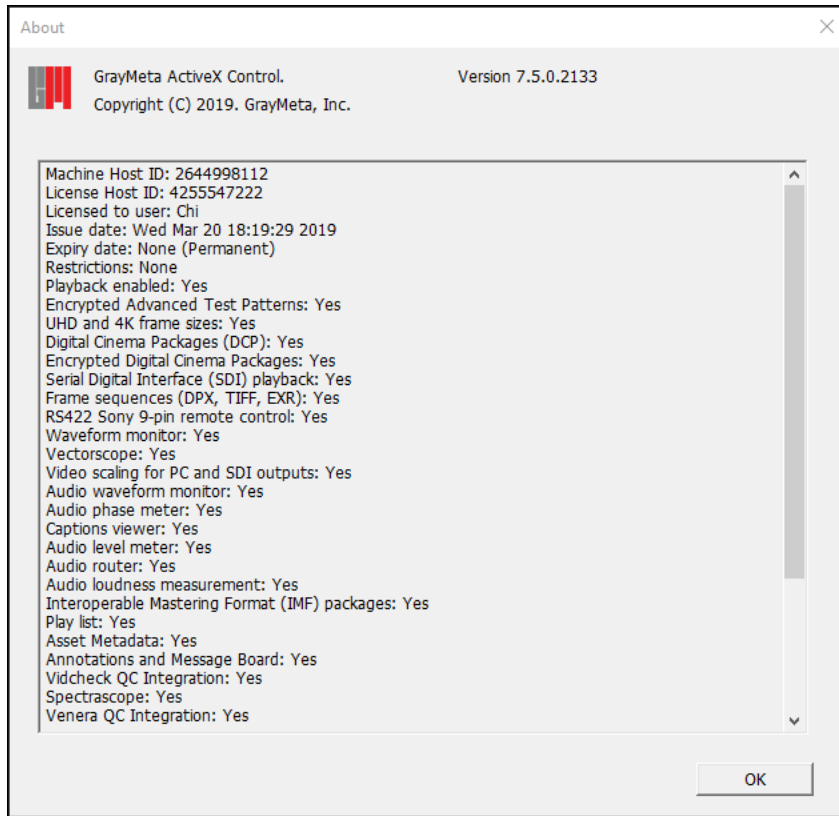 About
GrayMeta ActiveX Control.
Version 7.5.0.2133
Copyright (C) 2019. GrayMeta, Inc.
GM
Machine Host ID: 2644998112
License Host ID: 4255547222
Licensed to user: Chi
Issue date: Wed Mar 20 18:19:29 2019
Expiry date: None (Permanent)
Restrictions: None
Playback enabled: Yes
Encrypted Advanced Test Patterns: Yes
UHD and 4K frame sizes: Yes
Digital Cinema Packages (DCP): Yes
Encrypted Digital Cinema Packages: Yes
Serial Digital Interface (SDI) playback: Yes
Frame sequences (DPX, TIFF, EXR): Yes
RS422 Sony 9-pin remote control: Yes
Waveform monitor: Yes
Vectorscope: Yes
Video scaling for PC and SDI outputs: Yes
Audio waveform monitor: Yes
Audio phase meter: Yes
Captions viewer: Yes
Audio level meter: Yes
Audio router: Yes
Audio loudness measurement: Yes
Interoperable Mastering Format (IMF) packages: Yes
Play list: Yes
Asset Metadata: Yes
Annotations and Message Board: Yes
Vidcheck QC Integration: Yes
Spectrascope: Yes
Venera QC Integration: Yes
OK